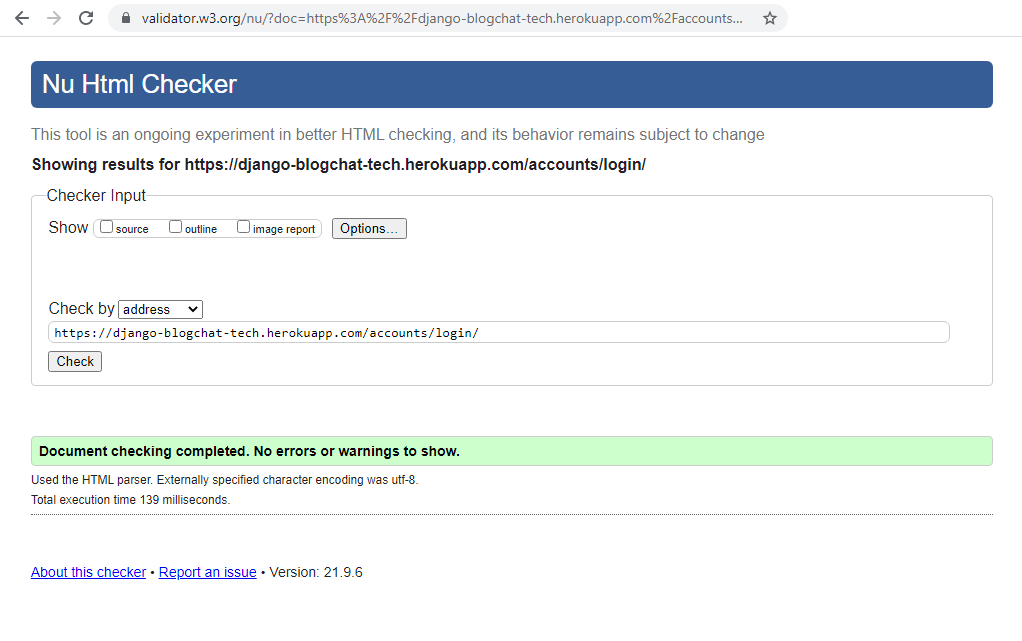 validator.w3.org/nu/?doc=https%3A%2F%2Fdjango-blogchat-tech.herokuapp.com%2Faccounts...
Nu Html Checker
This tool is an ongoing experiment in better HTML checking, and its behavior remains subject to change
Showing results for https://django-blogchat-tech.herokuapp.com/accounts/login/
Checker Input
Show source outline image report Options...
Check by address
https://django-blogchat-tech.herokuapp.com/accounts/login/
Check
Document checking completed. No errors or warnings to show.
Used the HTML parser. Externally specified character encoding was utf-8.
Total execution time 139 milliseconds.
About this checker • Report an issue • Version: 21.9.6